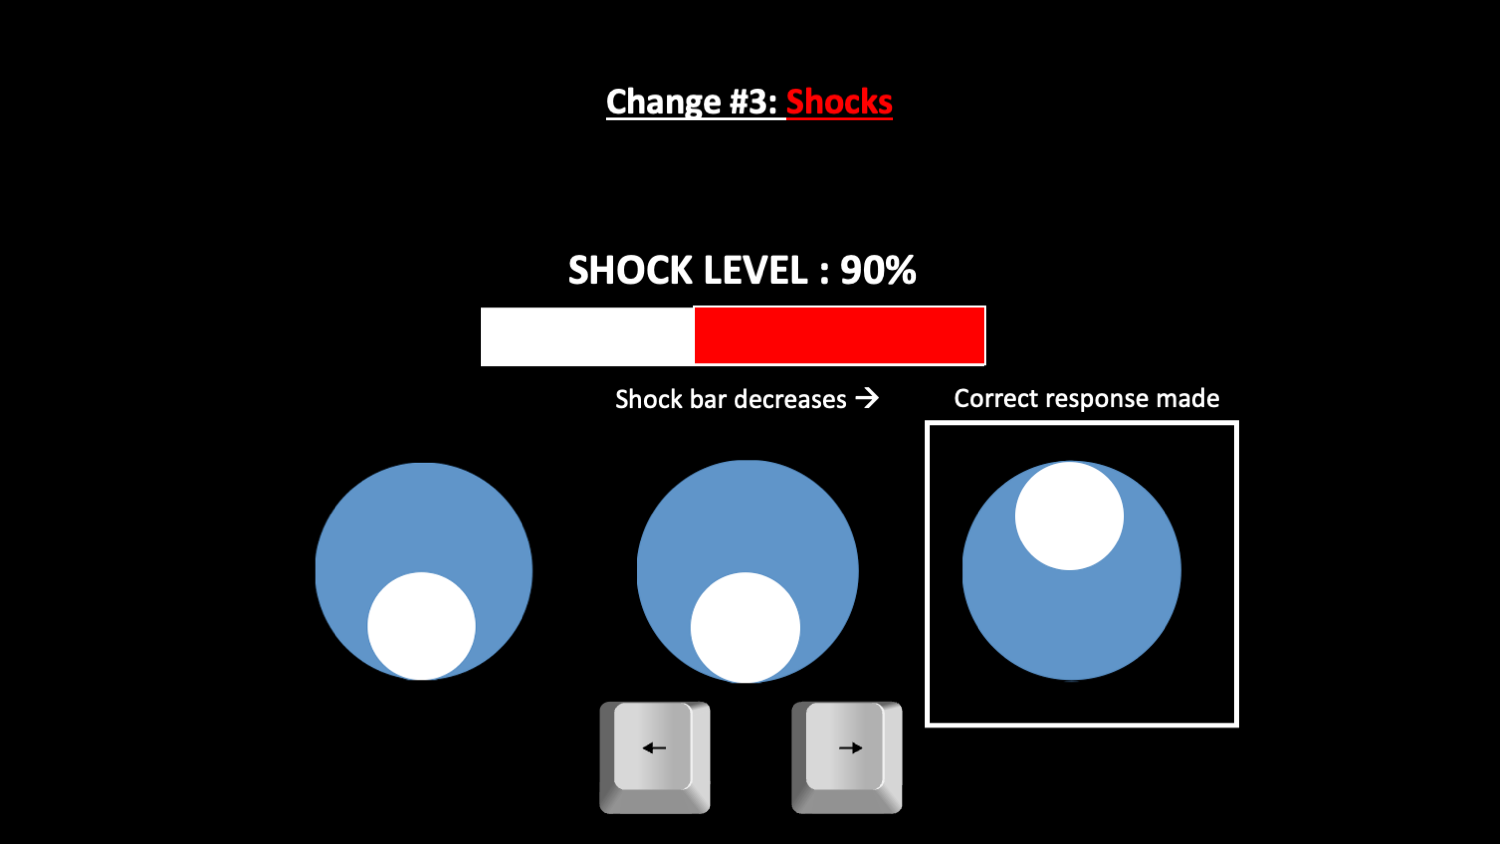 Change #3: Shocks
SHOCK LEVEL : 90%
Shock bar decreases →
Correct response made
← →